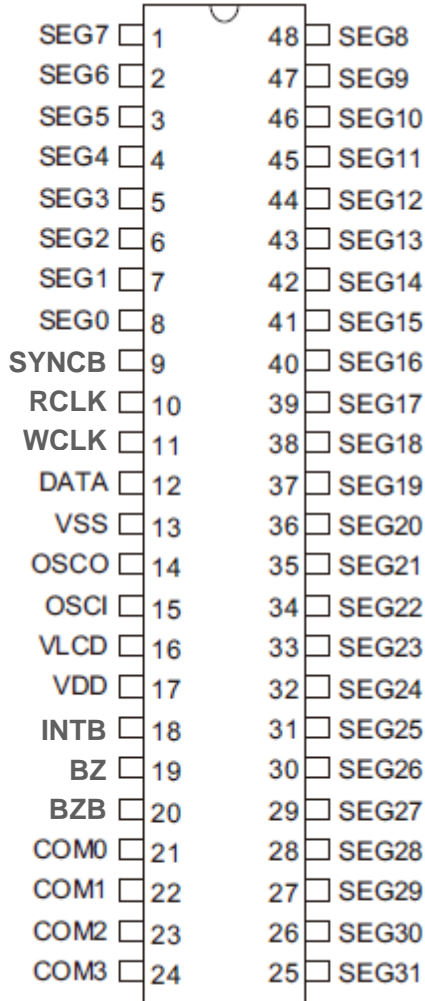 SEG7 1 48 SEG8
SEG6 2 47 SEG9
SEG5 3 46 SEG10
SEG4 4 45 SEG11
SEG3 5 44 SEG12
SEG2 6 43 SEG13
SEG1 7 42 SEG14
SEG0 8 41 SEG15
SYNCB 9 40 SEG16
RCLK 10 39 SEG17
WCLK 11 38 SEG18
DATA 12 37 SEG19
VSS 13 36 SEG20
OSCO 14 35 SEG21
OSCI 15 34 SEG22
VLCD 16 33 SEG23
VDD 17 32 SEG24
INTB 18 31 SEG25
BZ 19 30 SEG26
BZB 20 29 SEG27
COM0 21 28 SEG28
COM1 22 27 SEG29
COM2 23 26 SEG30
COM3 24 25 SEG31